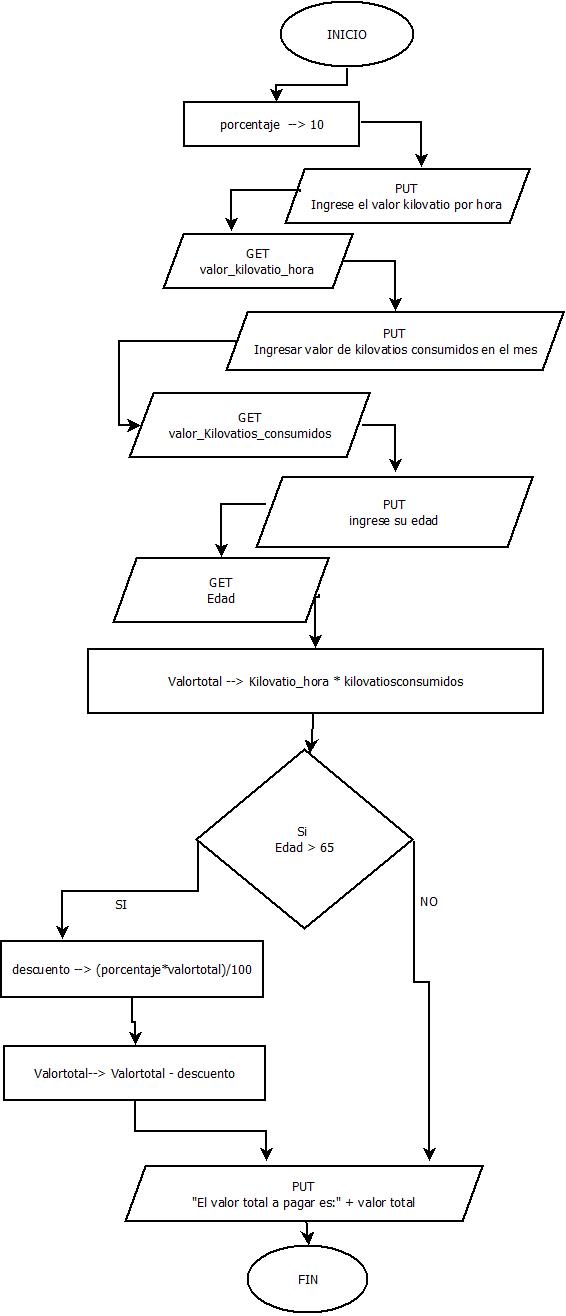 INICIO
porcentaje --> 10
PUT
Ingrese el valor kilovatio por hora
GET
valor_kilovatio_hora
PUT
Ingresar valor de kilovatios consumidos en el mes
GET
valor_Kilovatios_consumidos
PUT
ingrese su edad
GET
Edad
Valortotal --> Kilovatio_hora * kilovatiosconsumidos
Si
Edad > 65
SI
NO
descuento --> (porcentaje*valortotal)/100
Valortotal--> Valortotal - descuento
PUT
"El valor total a pagar es:" + valor total
FIN